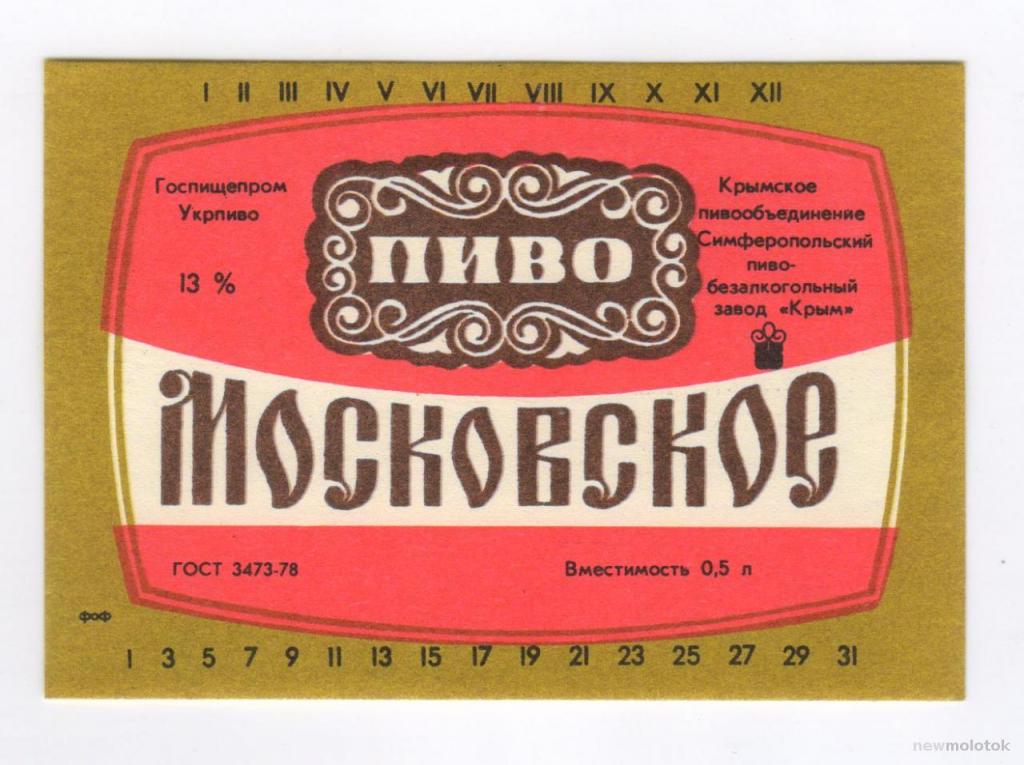 I II III IV V VI VII VIII IX X XI XII
Госпищепром
Укрпиво
13 %
ПИВО
Крымское
пивообъединение
Симферопольский
пиво-
безалкогольный
завод «Крым»
МОСКОВСКОЕ
ГОСТ 3473-78
Вместимость 0,5 л
ФОФ
1 3 5 7 9 11 13 15 17 19 21 23 25 27 29 31
newmolotok